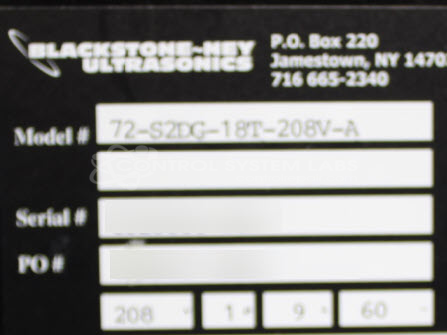 BLACKSTONE~NEY
ULTRASONICS
P.O. Box 220
Jamestown, NY 1470
716 665-2340
Model # 72-S2DG-18T-208V-A
Serial #
PO #
208 1 9 60